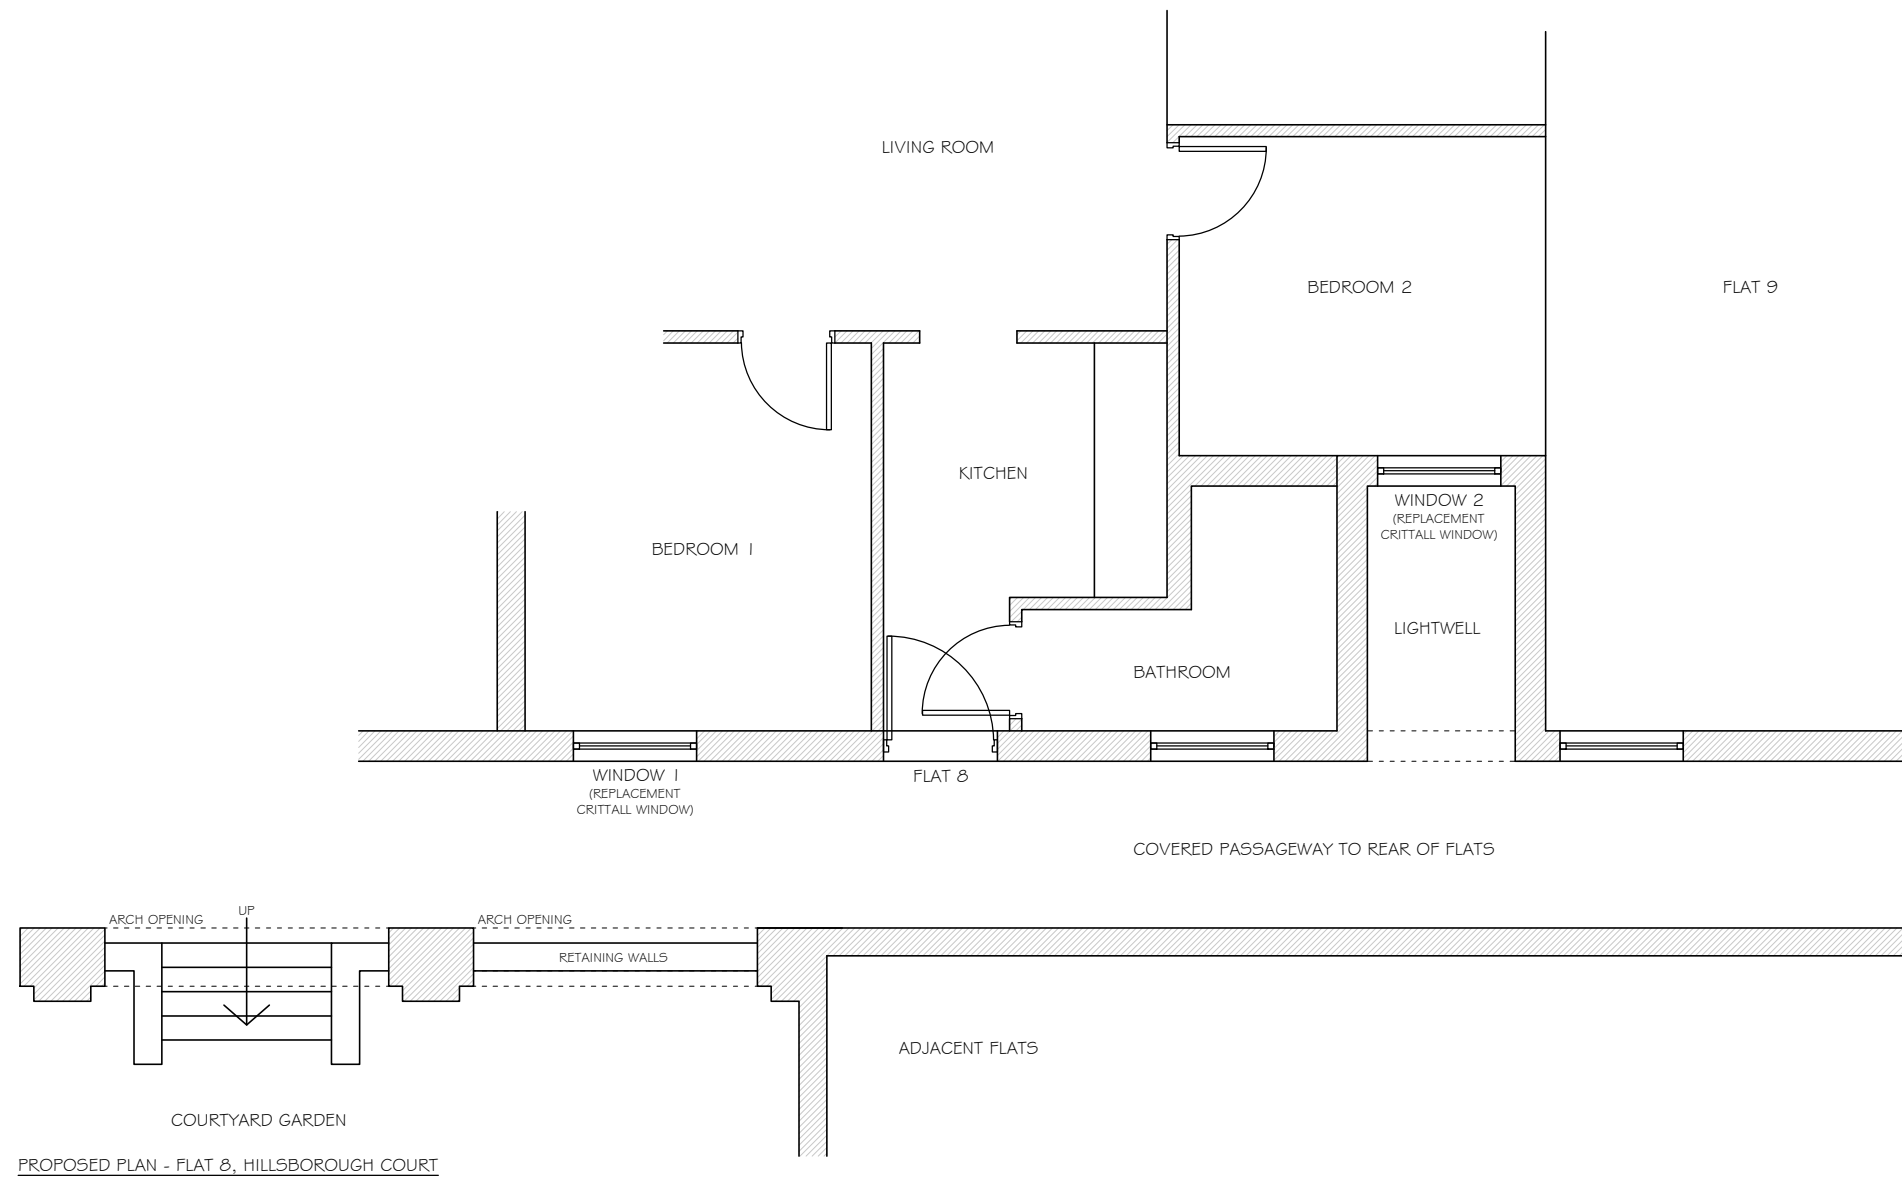 LIVING ROOM
BEDROOM 2
FLAT 9
KITCHEN
WINDOW 2
(REPLACEMENT
CRITTALL WINDOW)
BEDROOM 1
LIGHTWELL
BATHROOM
WINDOW 1
(REPLACEMENT
CRITTALL WINDOW)
FLAT 8
COVERED PASSAGEWAY TO REAR OF FLATS
ARCH OPENING
UP
ARCH OPENING
RETAINING WALLS
ADJACENT FLATS
COURTYARD GARDEN
PROPOSED PLAN - FLAT 8, HILLSBOROUGH COURT